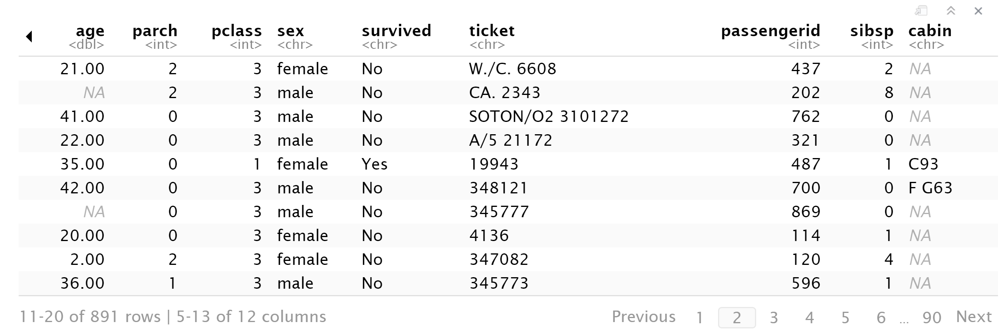 age parch pclass sex survived ticket passengerid sibsp cabin
<dbl> <int> <int> <chr> <chr> <chr> <int> <int> <chr>
21.00 2 3 female No W./C. 6608 437 2 NA
NA 2 3 male No CA. 2343 202 8 NA
41.00 0 3 male No SOTON/O2 3101272 762 0 NA
22.00 0 3 male No A/5 21172 321 0 NA
35.00 0 1 female Yes 19943 487 1 C93
42.00 0 3 male No 348121 700 0 F G63
NA 0 3 male No 345777 869 0 NA
20.00 0 3 female No 4136 114 1 NA
2.00 2 3 female No 347082 120 4 NA
36.00 1 3 male No 345773 596 1 NA
11-20 of 891 rows | 5-13 of 12 columns Previous 1 2 3 4 5 6 ... 90 Next